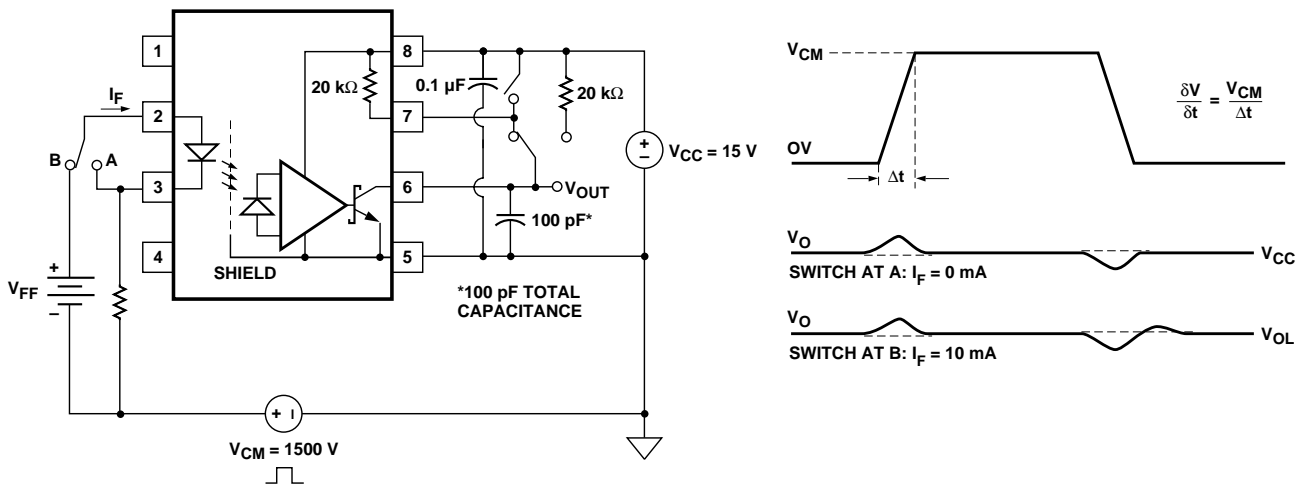 1
8
20 kΩ
0.1 µF
20 kΩ
I_F
2
7
B
A
V_CC = 15 V
3
6
V_OUT
100 pF*
4
5
SHIELD
V_FF
*100 pF TOTAL
CAPACITANCE
V_CM = 1500 V
V_CM
δV/δt = V_CM/Δt
OV
Δt
V_O
V_CC
SWITCH AT A: I_F = 0 mA
V_O
V_OL
SWITCH AT B: I_F = 10 mA